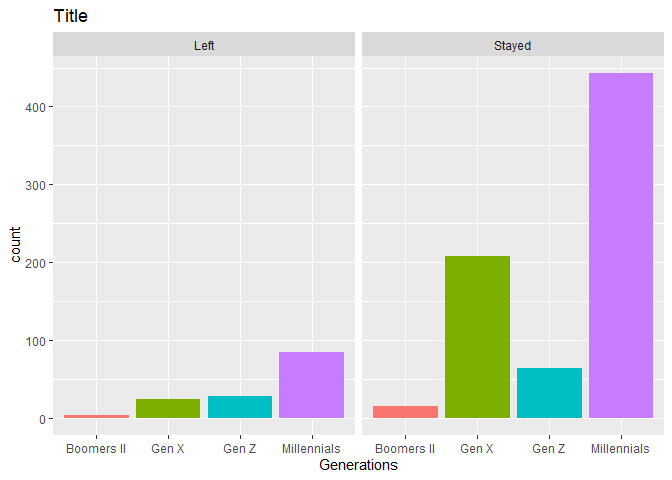 Title
Left Stayed
400
300
200
100
0
count
Boomers II Gen X Gen Z Millennials Boomers II Gen X Gen Z Millennials
Generations